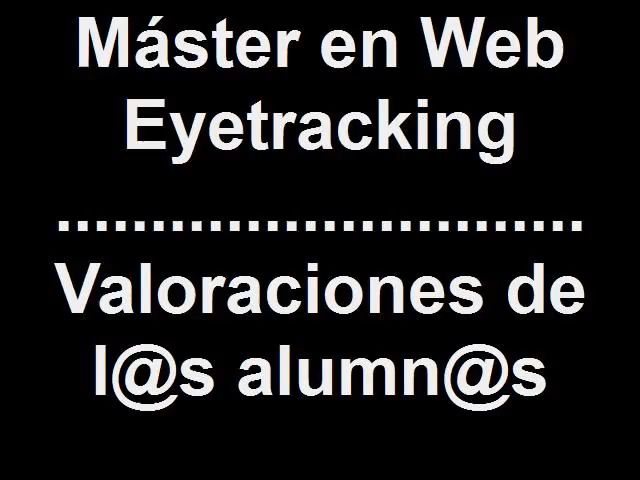 Máster en Web
Eyetracking
............................
Valoraciones de
l@s alumn@s